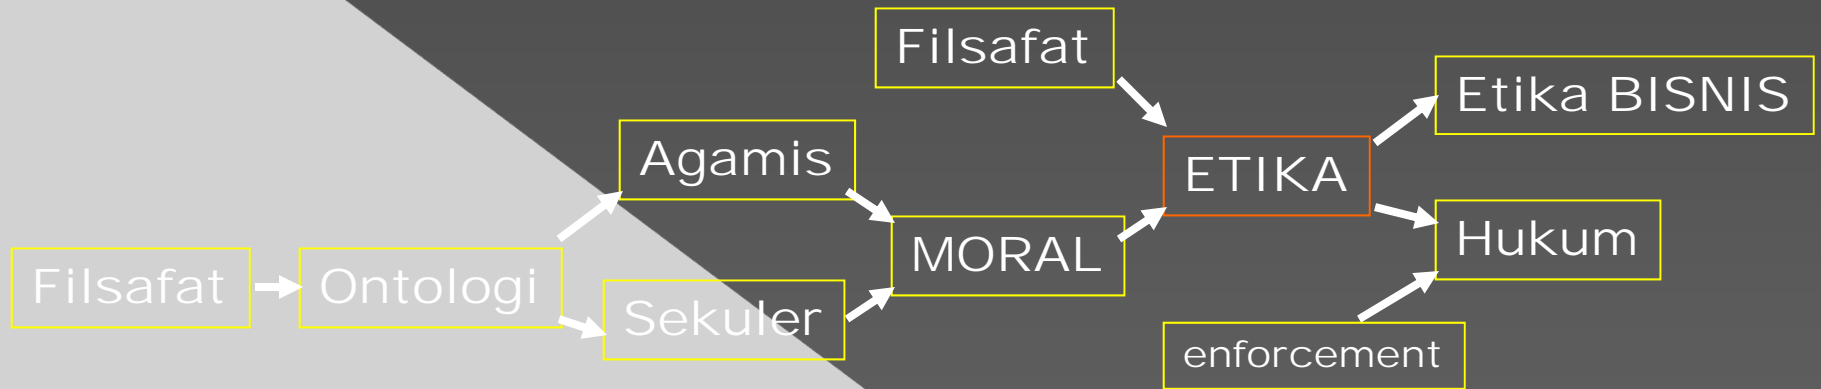 Filsafat
Etika BISNIS
Agamis
ETIKA
Hukum
MORAL
Filsafat
Ontologi
Sekuler
enforcement